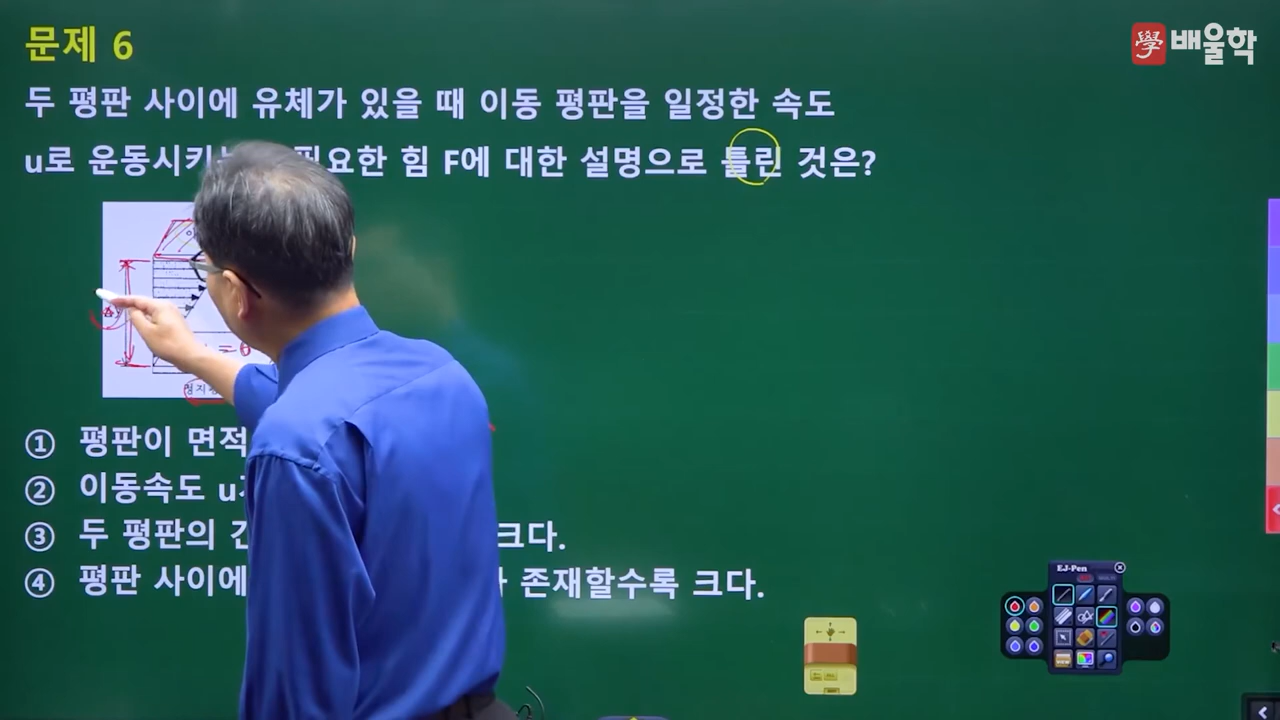 문제 6
學 배울학
두 평판 사이에 유체가 있을 때 이동 평판을 일정한 속도
u로 운동시키 필요한 힘 F에 대한 설명으로 틀린 것은?
① 평판이 면적
② 이동속도 u
③ 두 평판의 크다.
④ 평판 사이에 존재할수록 크다.
EJ-Pen